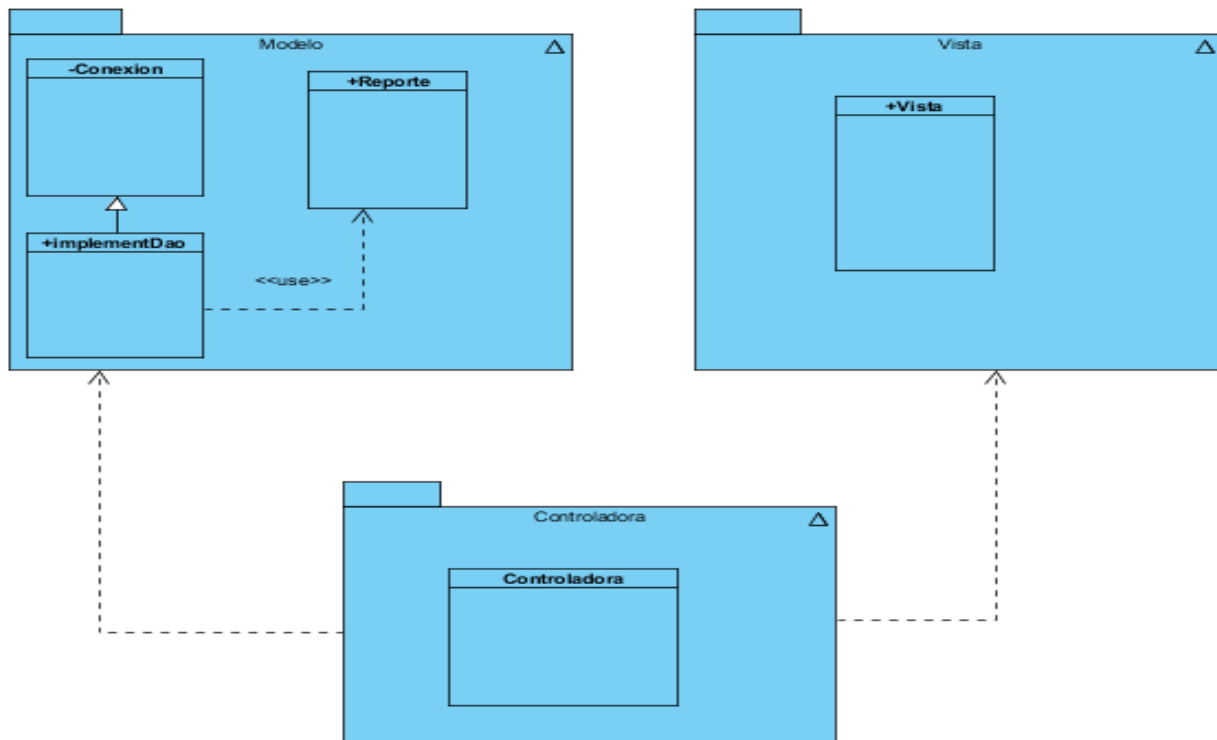 Modelo
-Conexion
+Reporte
+implementDao
<<use>>
Vista
+Vista
Controladora
Controladora